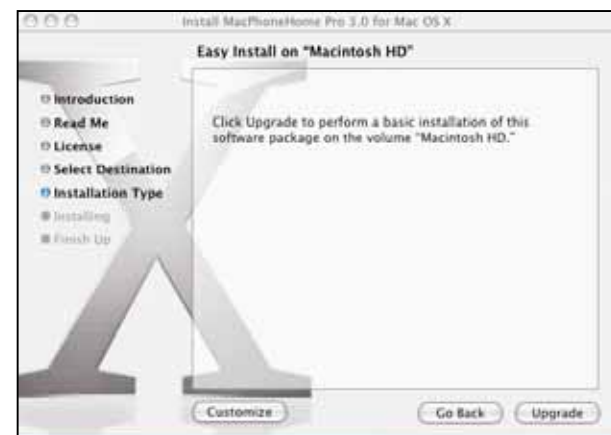 Install MacPhoneHome Pro 3.0 for Mac OS X
Easy Install on "Macintosh HD"
Introduction
Read Me
License
Select Destination
Installation Type
Installing
Finish Up
Click Upgrade to perform a basic installation of this
software package on the volume "Macintosh HD."
Customize
Go Back
Upgrade